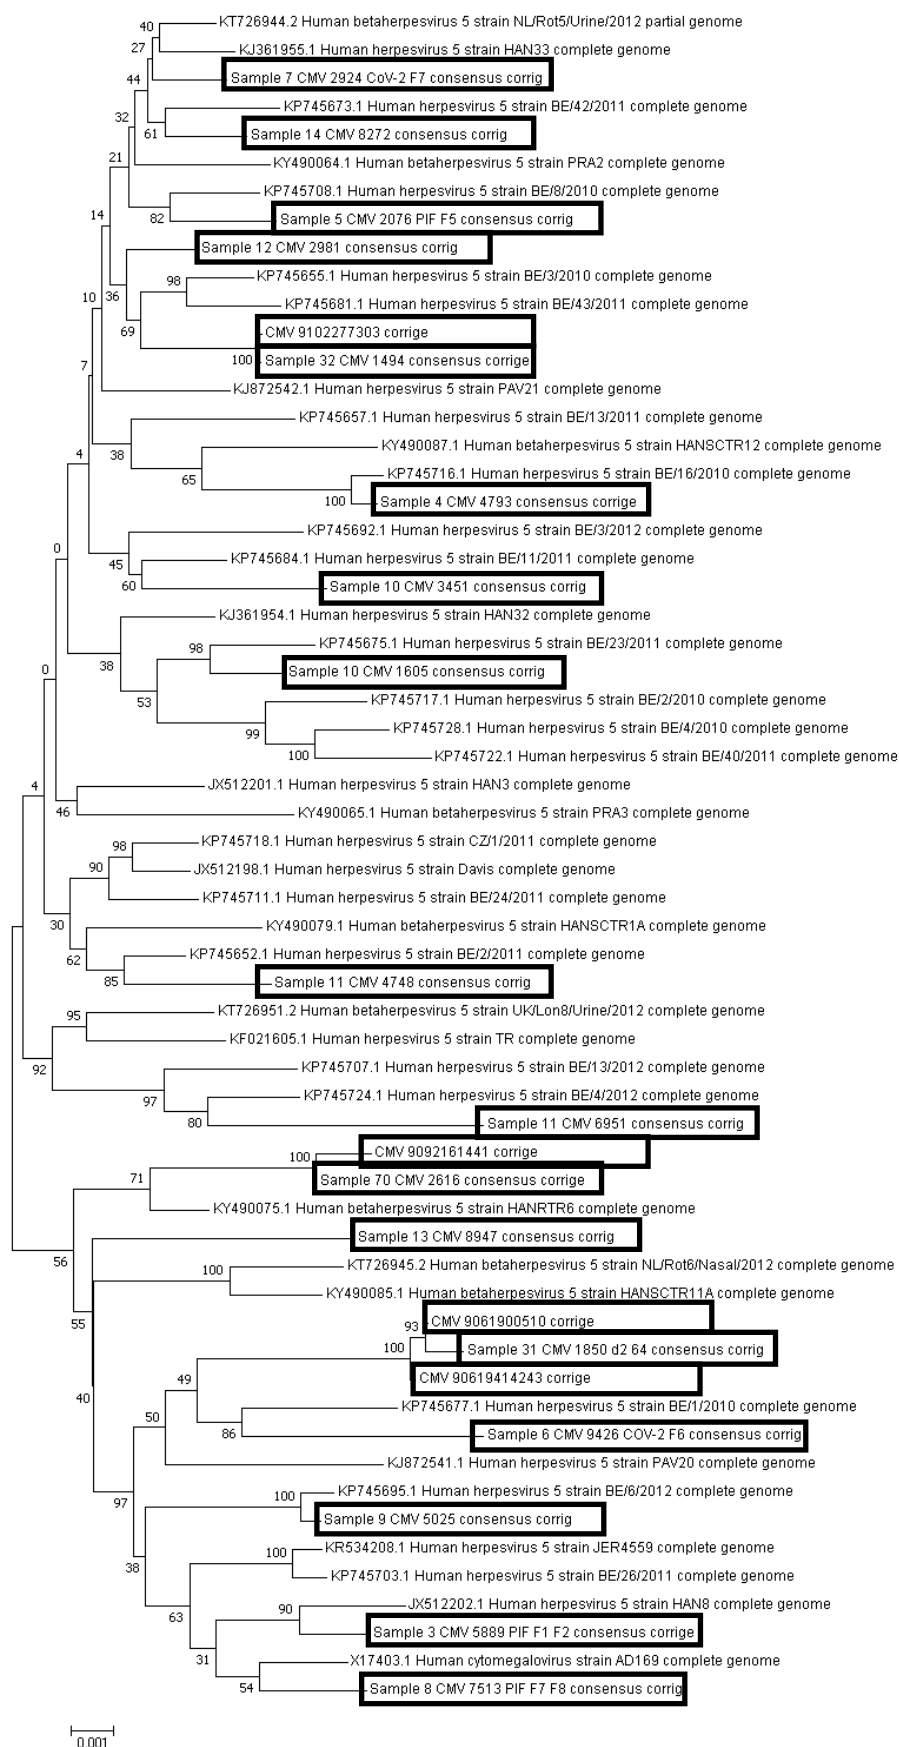 KT726944.2 Human betaherpesvirus 5 strain NL/Rot5/Urine/2012 partial genome
40
27
KJ361955.1 Human herpesvirus 5 strain HAN33 complete genome
Sample 7 CMV 2924 CoV-2 F7 consensus corrig
44
KP745673.1 Human herpesvirus 5 strain BE/42/2011 complete genome
32
61
Sample 14 CMV 8272 consensus corrig
21
KY490064.1 Human betaherpesvirus 5 strain PRA2 complete genome
KP745708.1 Human herpesvirus 5 strain BE/8/2010 complete genome
14
82
Sample 5 CMV 2076 PIF F5 consensus corrig
Sample 12 CMV 2981 consensus corrig
KP745655.1 Human herpesvirus 5 strain BE/3/2010 complete genome
98
10
36
KP745681.1 Human herpesvirus 5 strain BE/43/2011 complete genome
69
CMV 9102277303 corrige
100
Sample 32 CMV 1494 consensus corrige
7
KJ872542.1 Human herpesvirus 5 strain PAV21 complete genome
KP745657.1 Human herpesvirus 5 strain BE/13/2011 complete genome
38
KY490087.1 Human betaherpesvirus 5 strain HANSCTR12 complete genome
4
65
KP745716.1 Human herpesvirus 5 strain BE/16/2010 complete genome
100
Sample 4 CMV 4793 consensus corrige
KP745692.1 Human herpesvirus 5 strain BE/3/2012 complete genome
0
45
KP745684.1 Human herpesvirus 5 strain BE/11/2011 complete genome
60
Sample 10 CMV 3451 consensus corrig
KJ361954.1 Human herpesvirus 5 strain HAN32 complete genome
98
KP745675.1 Human herpesvirus 5 strain BE/23/2011 complete genome
38
0
Sample 10 CMV 1605 consensus corrig
53
KP745717.1 Human herpesvirus 5 strain BE/2/2010 complete genome
99
KP745728.1 Human herpesvirus 5 strain BE/4/2010 complete genome
100
KP745722.1 Human herpesvirus 5 strain BE/40/2011 complete genome
4
JX512201.1 Human herpesvirus 5 strain HAN3 complete genome
46
KY490065.1 Human betaherpesvirus 5 strain PRA3 complete genome
KP745718.1 Human herpesvirus 5 strain CZ/1/2011 complete genome
98
90
JX512198.1 Human herpesvirus 5 strain Davis complete genome
KP745711.1 Human herpesvirus 5 strain BE/24/2011 complete genome
30
KY490079.1 Human betaherpesvirus 5 strain HANSCTR1A complete genome
62
KP745652.1 Human herpesvirus 5 strain BE/2/2011 complete genome
85
Sample 11 CMV 4748 consensus corrig
KT726951.2 Human betaherpesvirus 5 strain UK/Lon8/Urine/2012 complete genome
95
KF021605.1 Human herpesvirus 5 strain TR complete genome
92
KP745707.1 Human herpesvirus 5 strain BE/13/2012 complete genome
97
KP745724.1 Human herpesvirus 5 strain BE/4/2012 complete genome
80
Sample 11 CMV 6951 consensus corrig
CMV 9092161441 corrige
100
71
Sample 70 CMV 2616 consensus corrige
KY490075.1 Human betaherpesvirus 5 strain HANRTR6 complete genome
Sample 13 CMV 8947 consensus corrig
56
KT726945.2 Human betaherpesvirus 5 strain NL/Rot6/Nasal/2012 complete genome
100
KY490085.1 Human betaherpesvirus 5 strain HANSCTR11A complete genome
55
CMV 9061900510 corrige
93
100
Sample 31 CMV 1850 d2 64 consensus corrig
CMV 90619414243 corrige
49
40
KP745677.1 Human herpesvirus 5 strain BE/1/2010 complete genome
50
86
Sample 6 CMV 9426 COV-2 F6 consensus corrig
KJ872541.1 Human herpesvirus 5 strain PAV20 complete genome
97
100
KP745695.1 Human herpesvirus 5 strain BE/6/2012 complete genome
Sample 9 CMV 5025 consensus corrig
KR534208.1 Human herpesvirus 5 strain JER4559 complete genome
100
38
KP745703.1 Human herpesvirus 5 strain BE/26/2011 complete genome
63
JX512202.1 Human herpesvirus 5 strain HAN8 complete genome
90
Sample 3 CMV 5889 PIF F1 F2 consensus corrige
31
X17403.1 Human cytomegalovirus strain AD169 complete genome
54
Sample 8 CMV 7513 PIF F7 F8 consensus corrig
0.001